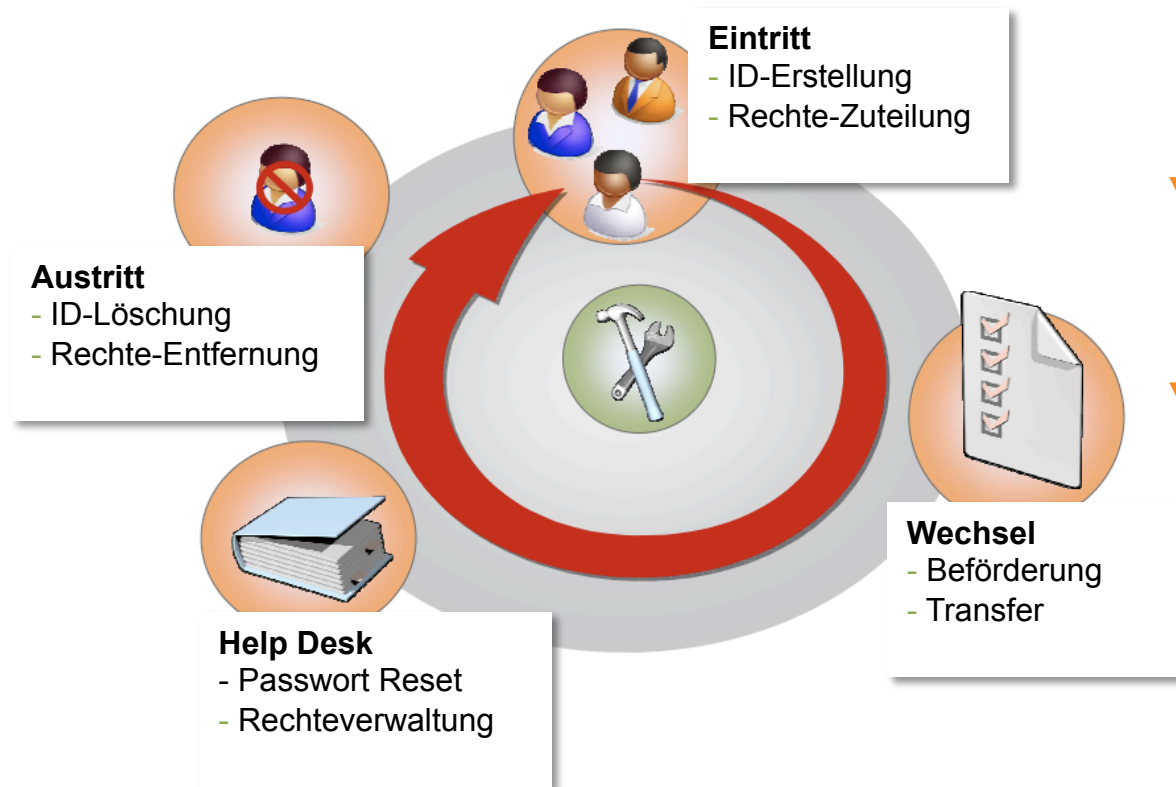 Eintritt
- ID-Erstellung
- Rechte-Zuteilung
Wechsel
- Beförderung
- Transfer
Help Desk
- Passwort Reset
- Rechteverwaltung
Austritt
- ID-Löschung
- Rechte-Entfernung